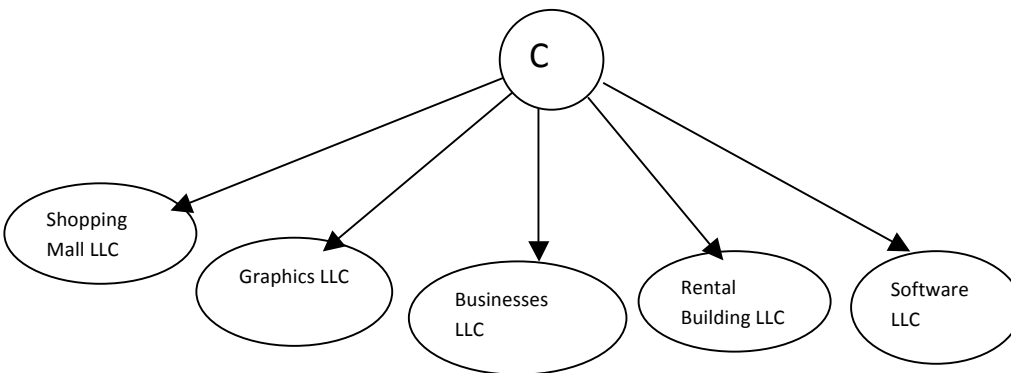 C
Shopping
Mall LLC
Graphics LLC
Businesses
LLC
Rental
Building LLC
Software
LLC